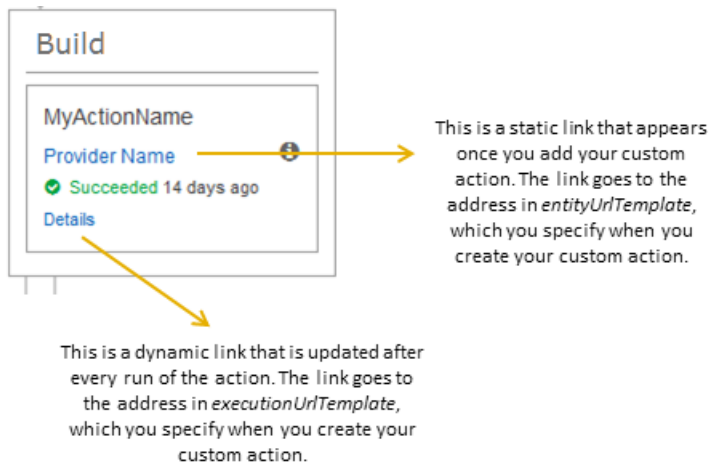 Build
MyActionName
Provider Name
Succeeded 14 days ago
Details
This is a static link that appears
once you add your custom
action. The link goes to the
address in entityUrlTemplate,
which you specify when you
create your custom action.
This is a dynamic link that is updated after
every run of the action. The link goes to
the address in executionUrlTemplate,
which you specify when you create your
custom action.